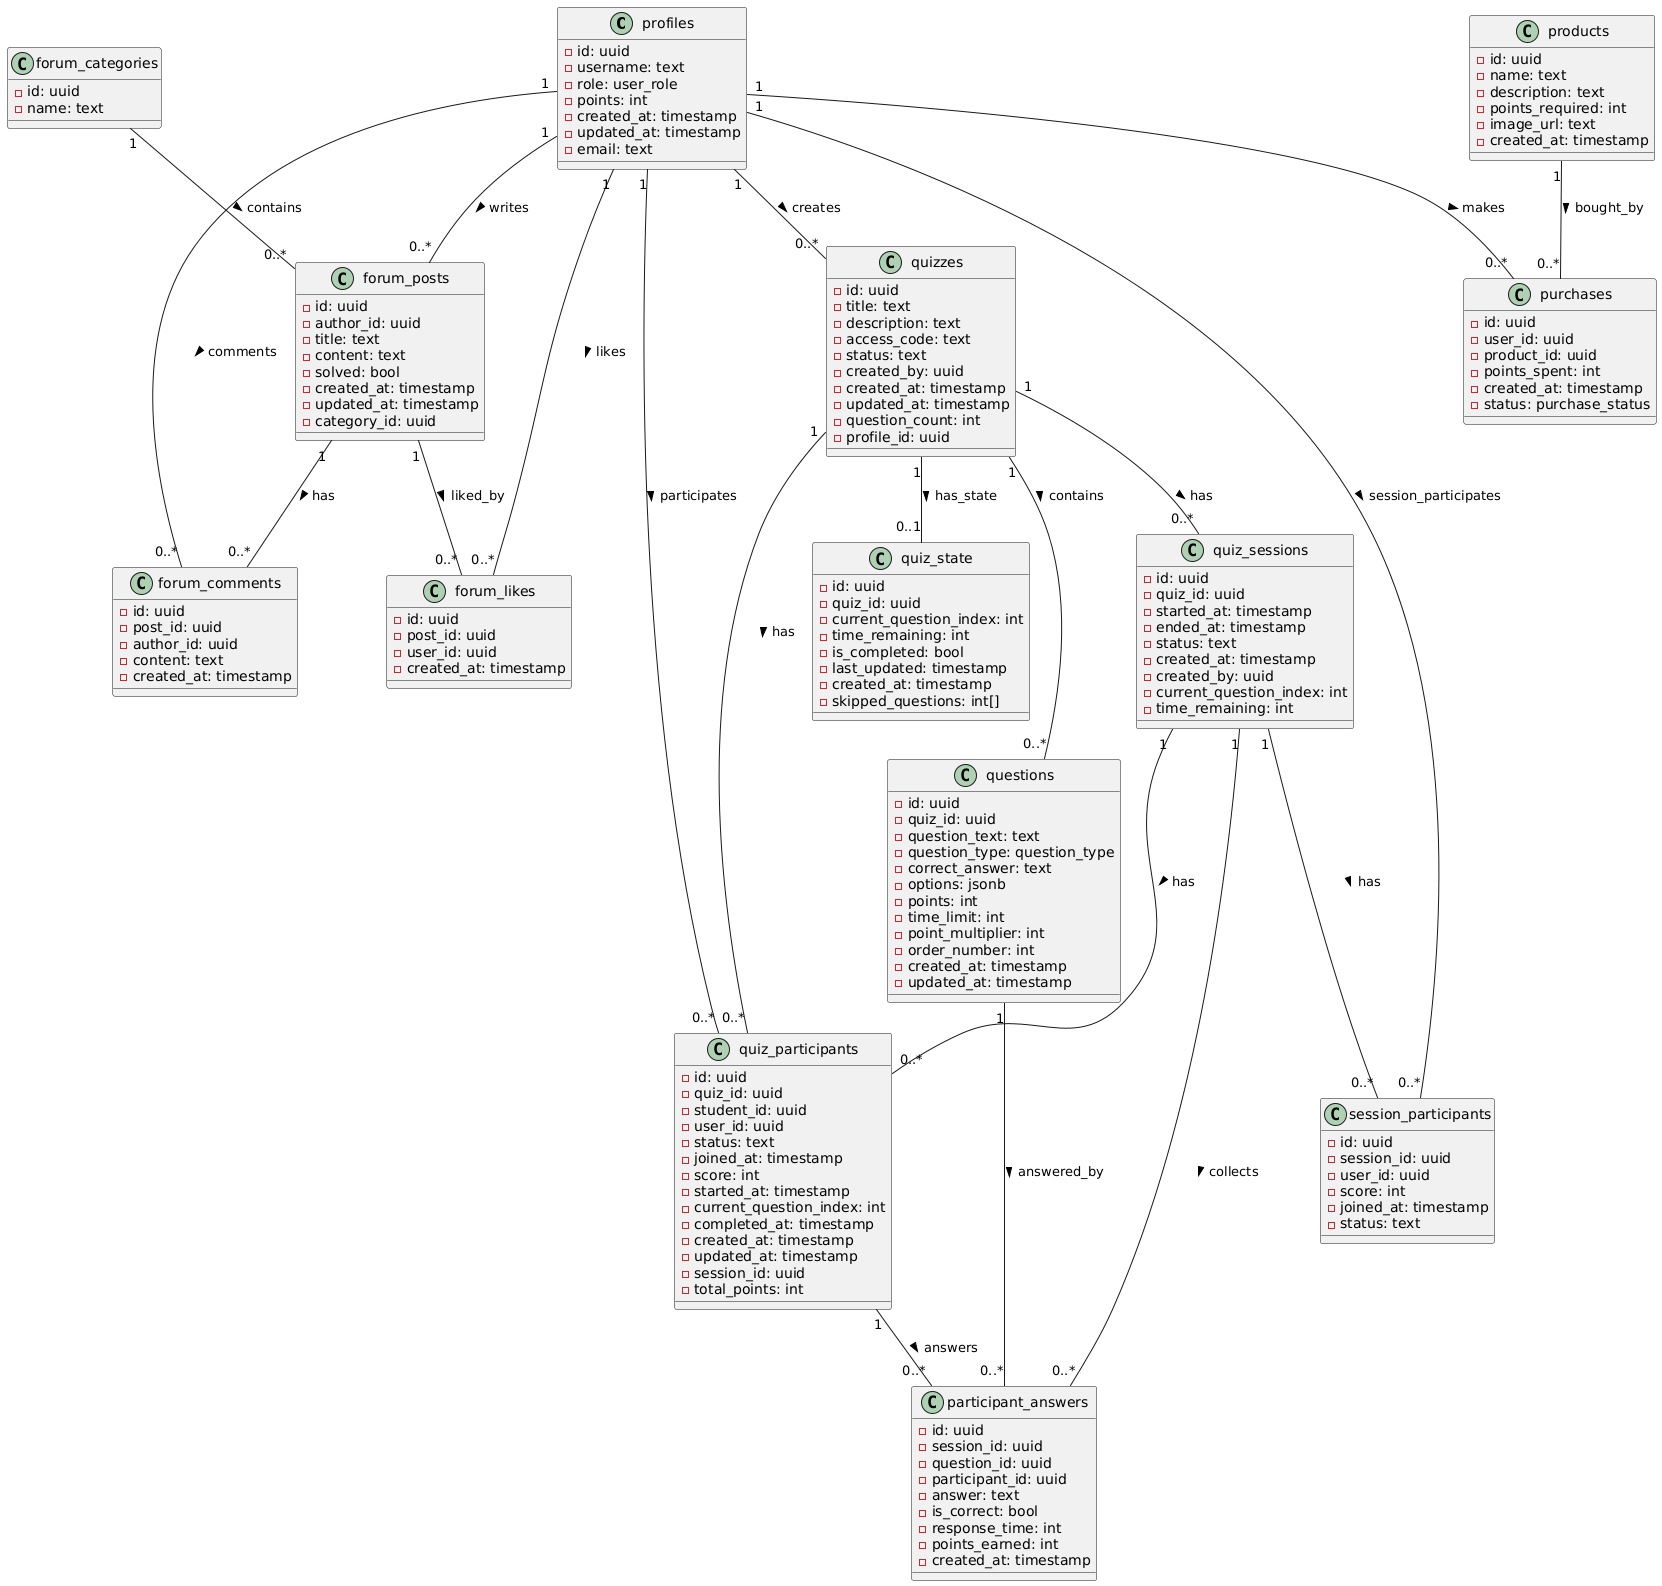 C profiles
id: uuid
username: text
role: user_role
points: int
created_at: timestamp
updated_at: timestamp
email: text
C products
id: uuid
name: text
description: text
points_required: int
image_url: text
created_at: timestamp
C forum_categories
id: uuid
name: text
1
1
1
1
1
1
1
1
1
contains
writes
creates
makes
bought_by
0..*
0..*
0..*
0..*
0..*
C forum_posts
id: uuid
author_id: uuid
title: text
content: text
solved: bool
created_at: timestamp
updated_at: timestamp
category_id: uuid
C quizzes
id: uuid
title: text
description: text
access_code: text
status: text
created_by: uuid
created_at: timestamp
updated_at: timestamp
question_count: int
profile_id: uuid
C purchases
id: uuid
user_id: uuid
product_id: uuid
points_spent: int
created_at: timestamp
status: purchase_status
comments
likes
1
1
1
1
1
1
has
liked_by
participates
has_state
contains
has
session_participates
0..*
0..*
0..*
0..*
0..1
0..*
C forum_comments
id: uuid
post_id: uuid
author_id: uuid
content: text
created_at: timestamp
C forum_likes
id: uuid
post_id: uuid
user_id: uuid
created_at: timestamp
has
C quiz_state
id: uuid
quiz_id: uuid
current_question_index: int
time_remaining: int
is_completed: bool
last_updated: timestamp
created_at: timestamp
skipped_questions: int[]
C quiz_sessions
id: uuid
quiz_id: uuid
started_at: timestamp
ended_at: timestamp
status: text
created_at: timestamp
created_by: uuid
current_question_index: int
time_remaining: int
0..*
1
1
1
C questions
id: uuid
quiz_id: uuid
question_text: text
question_type: question_type
correct_answer: text
options: jsonb
points: int
time_limit: int
point_multiplier: int
order_number: int
created_at: timestamp
updated_at: timestamp
has
has
0..*
0..*
1
0..*
C quiz_participants
id: uuid
quiz_id: uuid
student_id: uuid
user_id: uuid
status: text
joined_at: timestamp
score: int
started_at: timestamp
current_question_index: int
completed_at: timestamp
created_at: timestamp
updated_at: timestamp
session_id: uuid
total_points: int
0..*
0..*
C session_participants
id: uuid
session_id: uuid
user_id: uuid
score: int
joined_at: timestamp
status: text
answered_by
collects
1
answers
0..*
0..*
0..*
C participant_answers
id: uuid
session_id: uuid
question_id: uuid
participant_id: uuid
answer: text
is_correct: bool
response_time: int
points_earned: int
created_at: timestamp